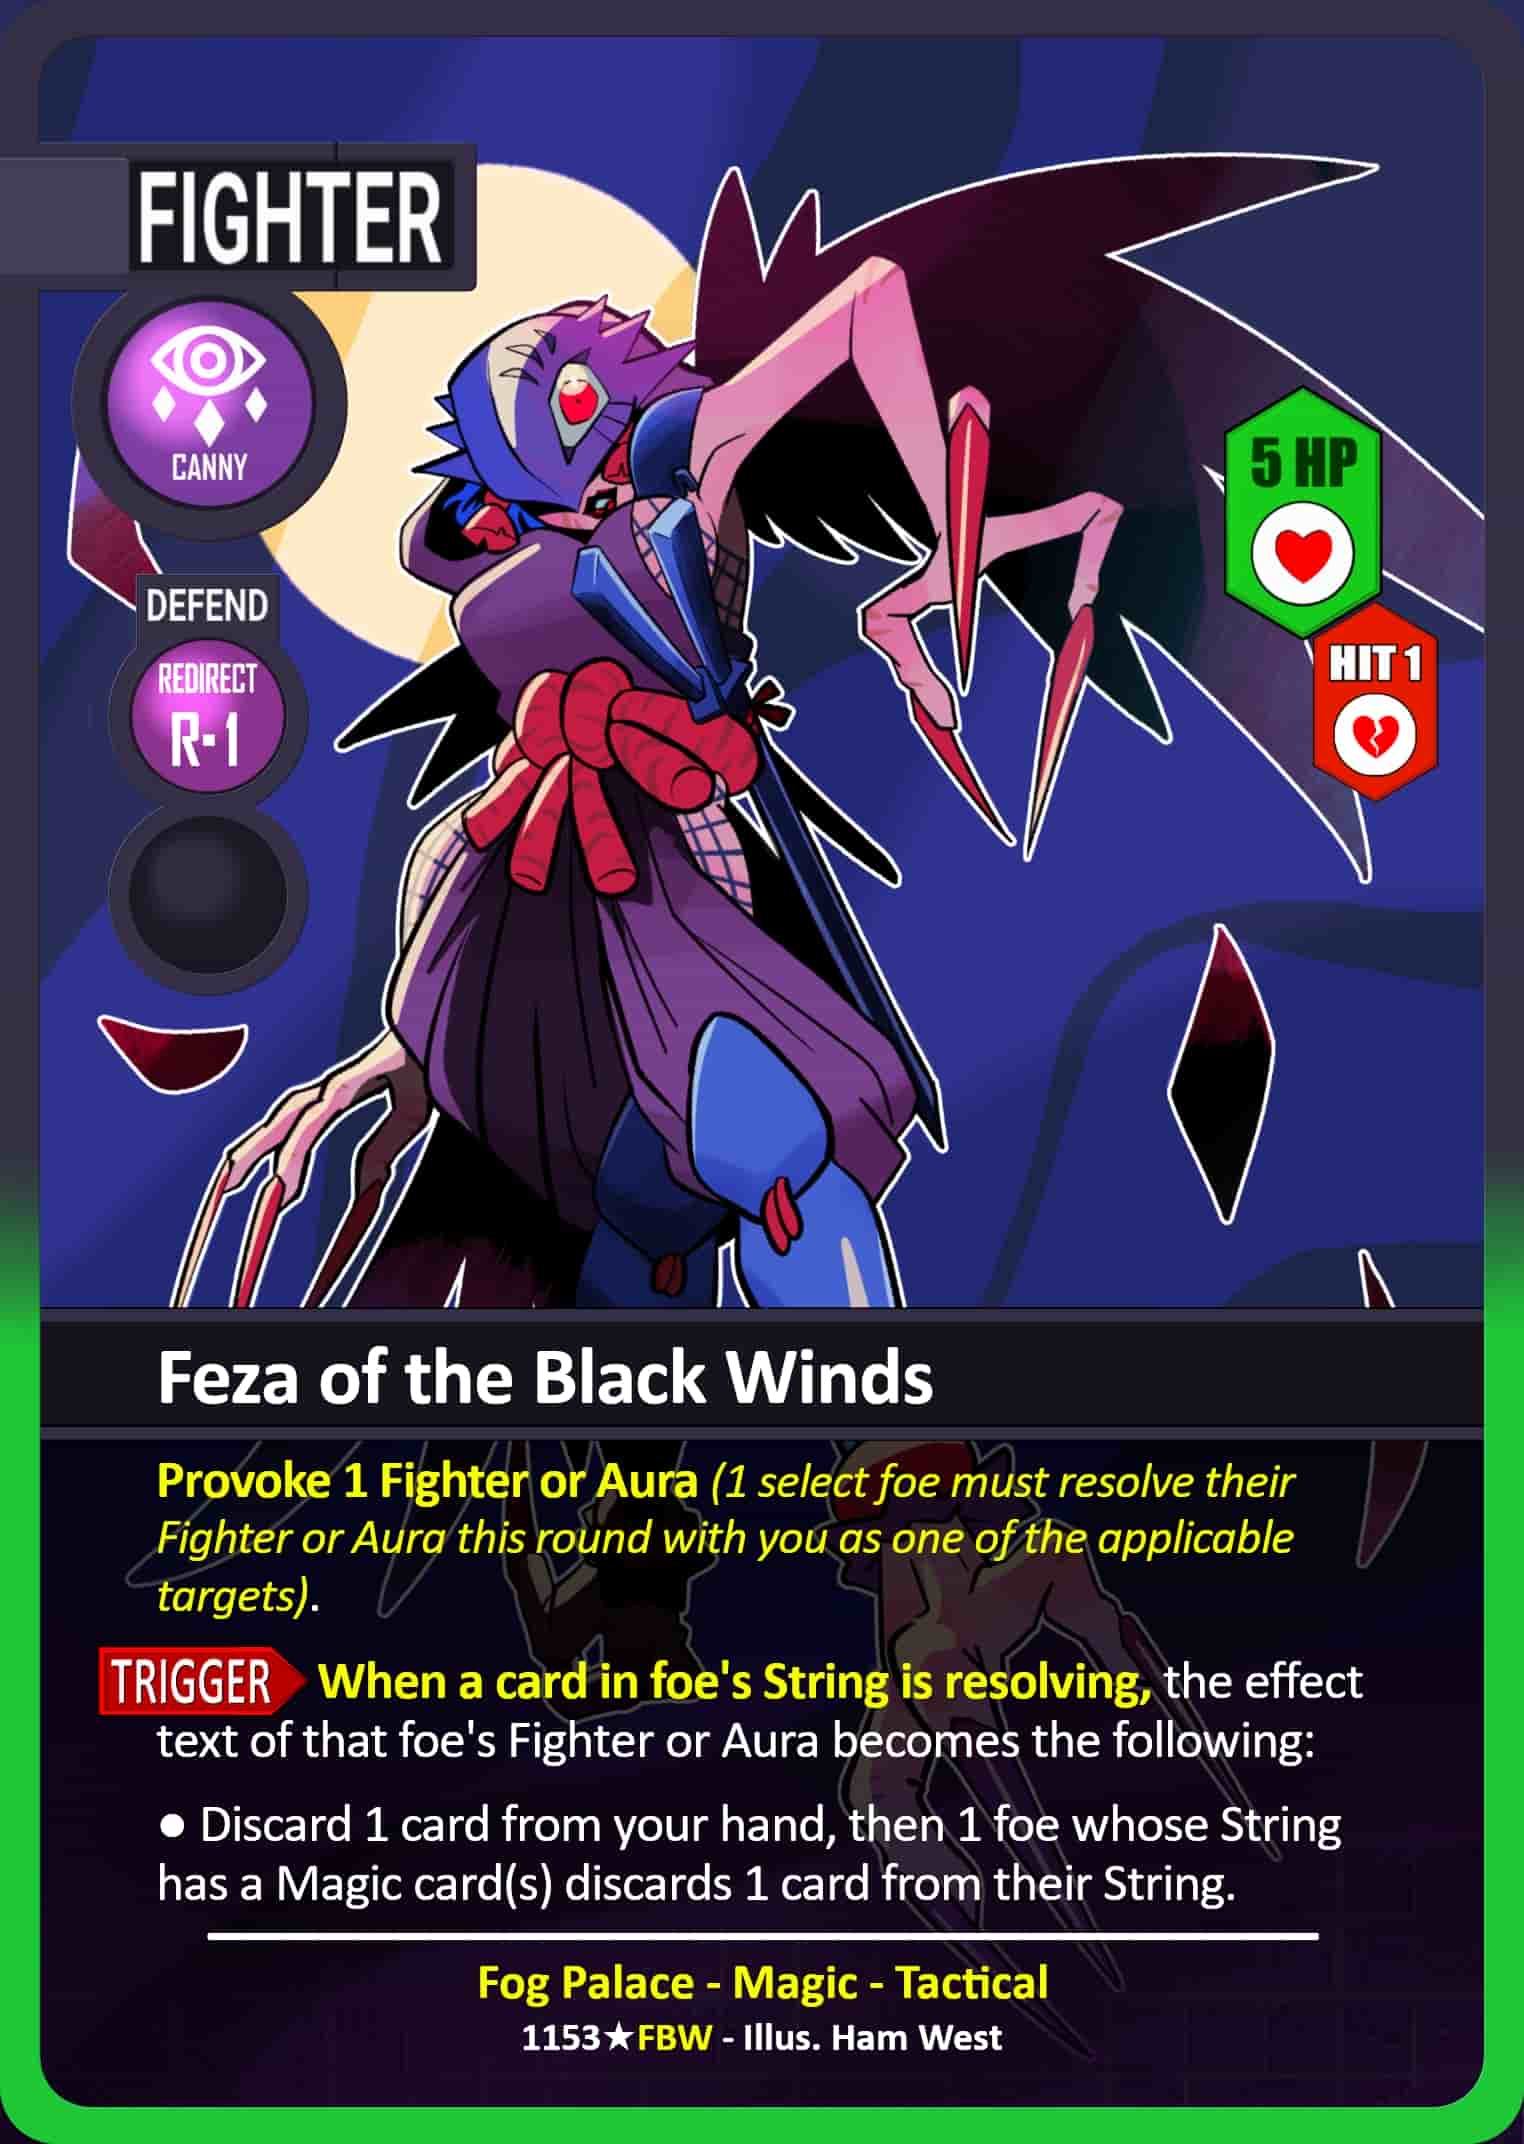 FIGHTER
CANNY
5 HP
DEFEND
REDIRECT
R-1
HIT 1
Feza of the Black Winds
Provoke 1 Fighter or Aura (1 select foe must resolve their
Fighter or Aura this round with you as one of the applicable
targets).
TRIGGER When a card in foe's String is resolving, the effect
text of that foe's Fighter or Aura becomes the following:
● Discard 1 card from your hand, then 1 foe whose String
has a Magic card(s) discards 1 card from their String.
Fog Palace - Magic - Tactical
1153★FBW - Illus. Ham West